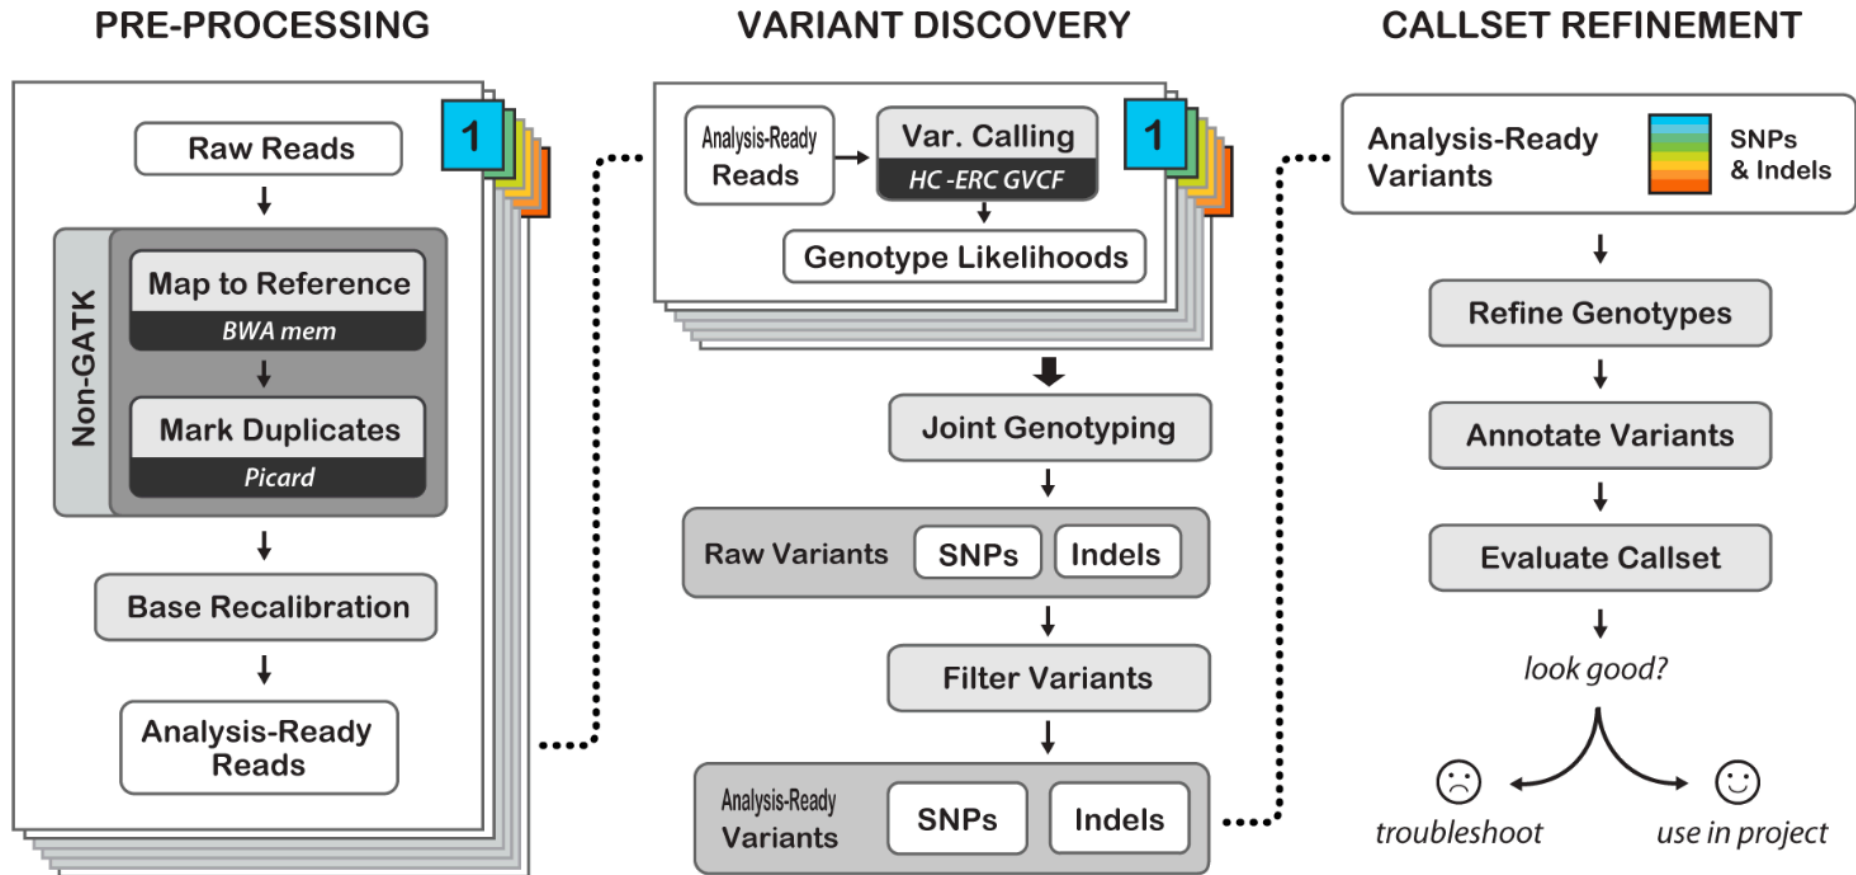 PRE-PROCESSING
1
Raw Reads
Non-GATK
Map to Reference
BWA mem
Mark Duplicates
Picard
Base Recalibration
Analysis-Ready
Reads
VARIANT DISCOVERY
1
Analysis-Ready
Reads
Var. Calling
HC -ERC GVCF
Genotype Likelihoods
Joint Genotyping
Raw Variants SNPs Indels
Filter Variants
Analysis-Ready
Variants
SNPs Indels
CALLSET REFINEMENT
Analysis-Ready
Variants
SNPs
& Indels
Refine Genotypes
Annotate Variants
Evaluate Callset
look good?
troubleshoot use in project